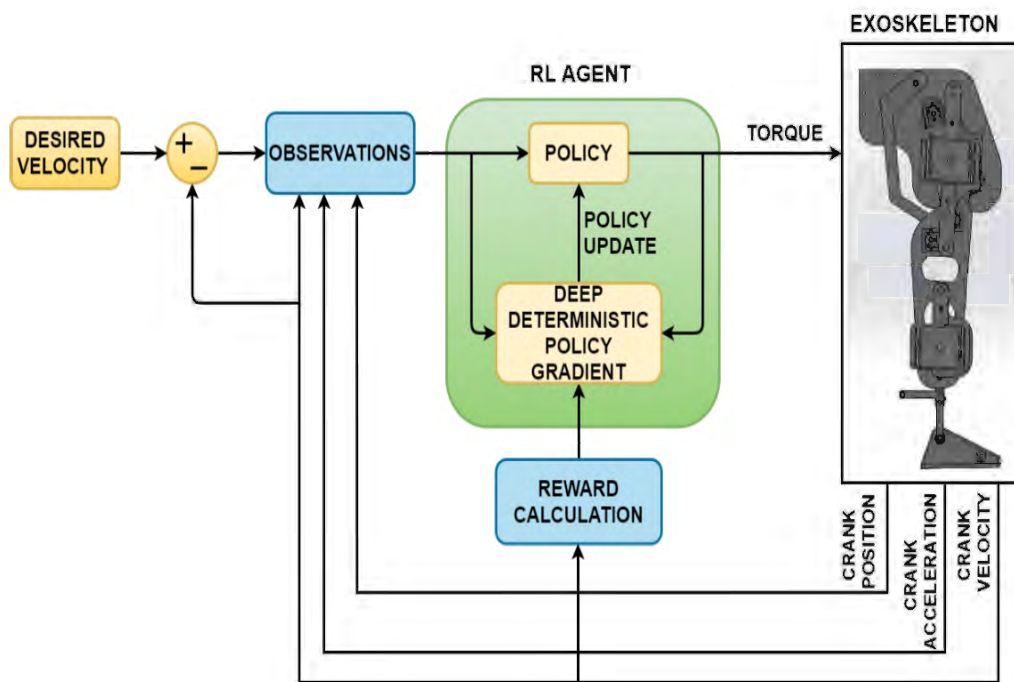 EXOSKELETON
RL AGENT
DESIRED
VELOCITY
+
−
OBSERVATIONS
POLICY
TORQUE
POLICY
UPDATE
DEEP
DETERMINISTIC
POLICY
GRADIENT
REWARD
CALCULATION
CRANK
POSITION
CRANK
ACCELERATION
CRANK
VELOCITY